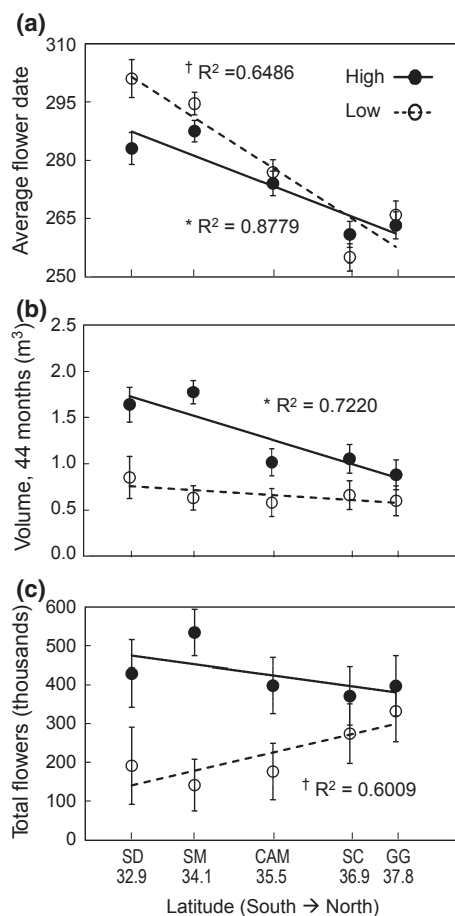 (a)
310
295
280
265
250
Average flower date
† R² =0.6486
* R² = 0.8779
High
Low
(b)
2.5
2.0
1.5
1.0
0.5
0.0
Volume, 44 months (m³)
* R² = 0.7220
(c)
600
500
400
300
200
100
0
Total flowers (thousands)
† R² = 0.6009
SD SM CAM SC GG
32.9 34.1 35.5 36.9 37.8
Latitude (South → North)